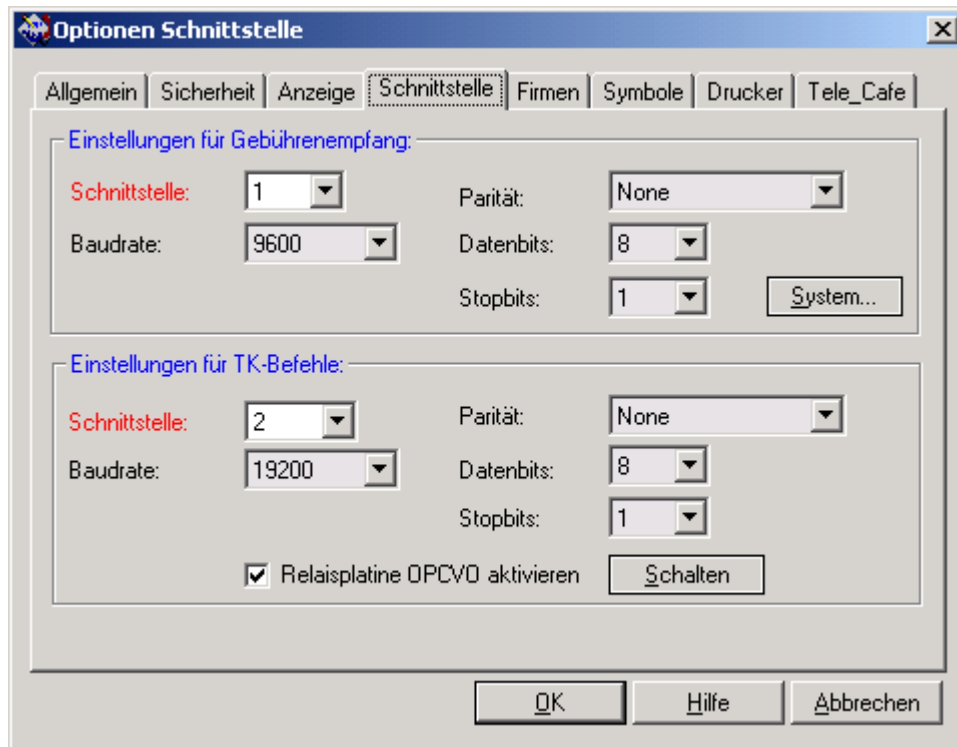 Optionen Schnittstelle
Allgemein Sicherheit Anzeige Schnittstelle Firmen Symbole Drucker Tele_Cafe
Einstellungen für Gebührenempfang:
Schnittstelle: 1 Parität: None
Baudrate: 9600 Datenbits: 8
Stopbits: 1 System...
Einstellungen für TK-Befehle:
Schnittstelle: 2 Parität: None
Baudrate: 19200 Datenbits: 8
Stopbits: 1
Relaisplatine OPCVO aktivieren Schalten
OK Hilfe Abbrechen